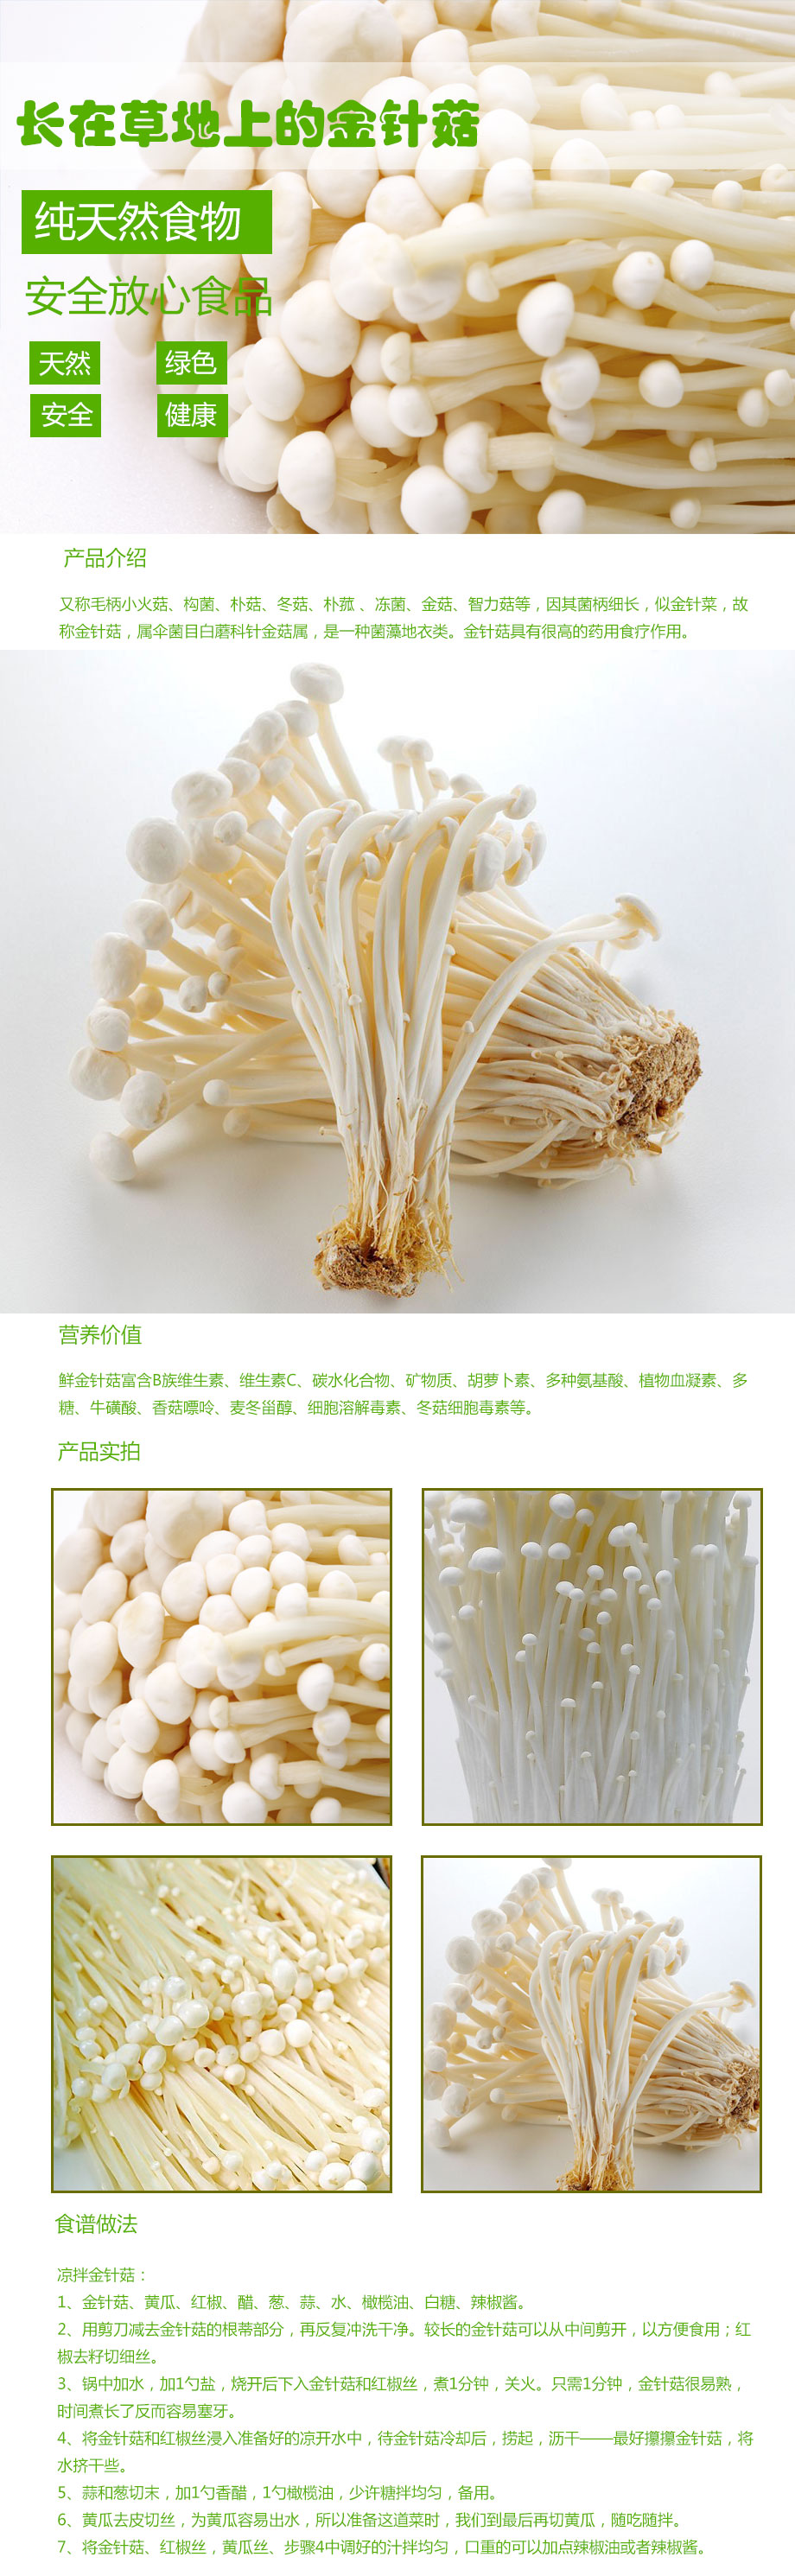 长在草地上的金针菇
纯天然食物
安全放心食品
天然 绿色
安全 健康
产品介绍
又称毛柄小火菇、构菌、朴菇、冬菇、朴菰 、冻菌、金菇、智力菇等，因其菌柄细长，似金针菜，故
称金针菇，属伞菌目白蘑科针金菇属，是一种菌藻地衣类。金针菇具有很高的药用食疗作用。
营养价值
鲜金针菇富含B族维生素、维生素C、碳水化合物、矿物质、胡萝卜素、多种氨基酸、植物血凝素、多
糖、牛磺酸、香菇嘌呤、麦冬甾醇、细胞溶解毒素、冬菇细胞毒素等。
产品实拍
食谱做法
凉拌金针菇：
1、金针菇、黄瓜、红椒、醋、葱、蒜、水、橄榄油、白糖、辣椒酱。
2、用剪刀减去金针菇的根蒂部分，再反复冲洗干净。较长的金针菇可以从中间剪开，以方便食用；红
椒去籽切细丝。
3、锅中加水，加1勺盐，烧开后下入金针菇和红椒丝，煮1分钟，关火。只需1分钟，金针菇很易熟，
时间煮长了反而容易塞牙。
4、将金针菇和红椒丝浸入准备好的凉开水中，待金针菇冷却后，捞起，沥干——最好攥攥金针菇，将
水挤干些。
5、蒜和葱切末，加1勺香醋，1勺橄榄油，少许糖拌均匀，备用。
6、黄瓜去皮切丝，为黄瓜容易出水，所以准备这道菜时，我们到最后再切黄瓜，随吃随拌。
7、将金针菇、红椒丝，黄瓜丝、步骤4中调好的汁拌均匀，口重的可以加点辣椒油或者辣椒酱。